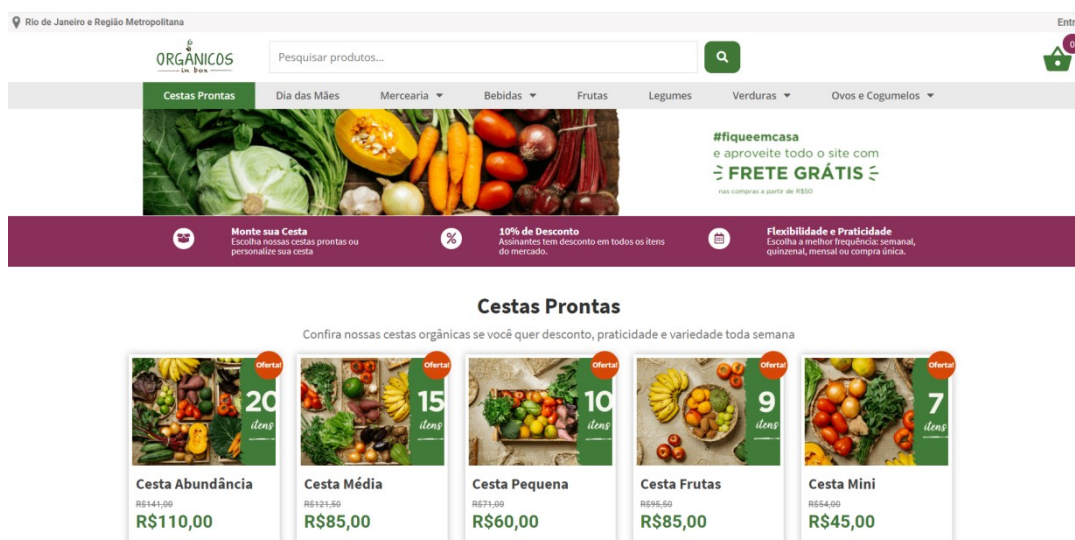 Rio de Janeiro e Região Metropolitana
Entr
ORGÂNICOS
in box
Pesquisar produtos...
0
Cestas Prontas Dia das Mães Mercearia Bebidas Frutas Legumes Verduras Ovos e Cogumelos
#fiqueemcasa
e aproveite todo o site com
FRETE GRÁTIS
nas compras a partir de R$50
Monte sua Cesta
Escolha nossas cestas prontas ou
personalize sua cesta
%
10% de Desconto
Assinantes tem desconto em todos os itens
do mercado.
Flexibilidade e Praticidade
Escolha a melhor frequência: semanal,
quinzenal, mensal ou compra única.
Cestas Prontas
Confira nossas cestas orgânicas se você quer desconto, praticidade e variedade toda semana
Oferta!
20
itens
Cesta Abundância
R$141,00
R$110,00
Oferta!
15
itens
Cesta Média
R$121,50
R$85,00
Oferta!
10
itens
Cesta Pequena
R$71,00
R$60,00
Oferta!
9
itens
Cesta Frutas
R$95,50
R$85,00
Oferta!
7
itens
Cesta Mini
R$54,00
R$45,00